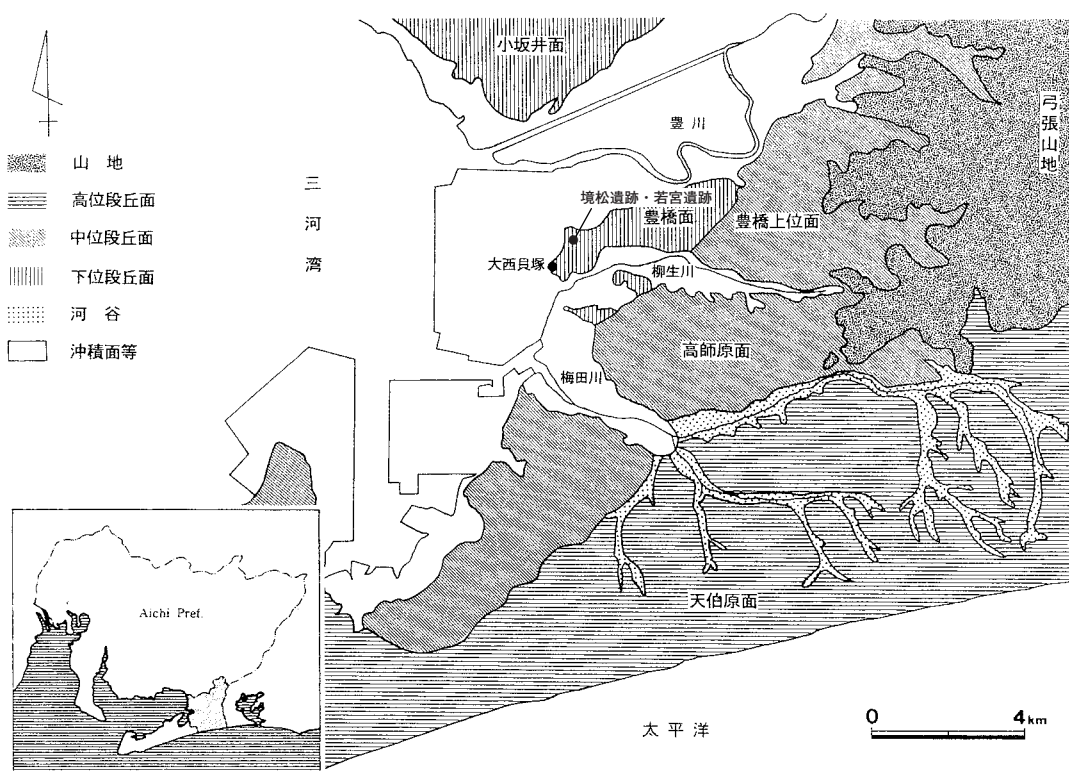 小坂井面
豊川
弓張山地
山 地
高位段丘面
中位段丘面
下位段丘面
河 谷
沖積面等
三河湾
境松遺跡・若宮遺跡
豊橋面
豊橋上位面
大西貝塚
柳生川
高師原面
梅田川
天伯原面
Aichi Pref.
太平洋
0 4km